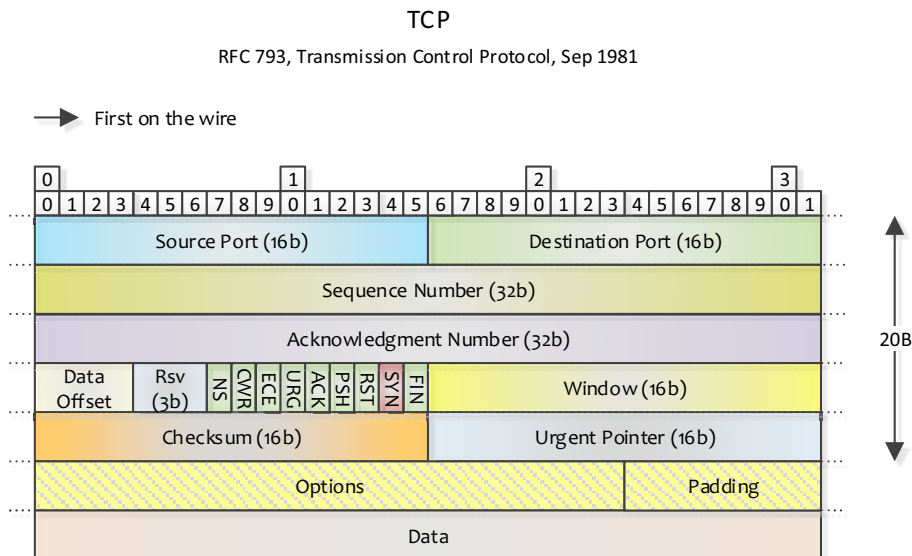 TCP
RFC 793, Transmission Control Protocol, Sep 1981
First on the wire
0 1 2 3
0 1 2 3 4 5 6 7 8 9 0 1 2 3 4 5 6 7 8 9 0 1 2 3 4 5 6 7 8 9 0 1
Source Port (16b) Destination Port (16b)
Sequence Number (32b)
Acknowledgment Number (32b)
20B
Data
Offset
Rsv
(3b)
NS
CWR
ECE
URG
ACK
PSH
RST
SYN
FIN
Window (16b)
Checksum (16b) Urgent Pointer (16b)
Options Padding
Data